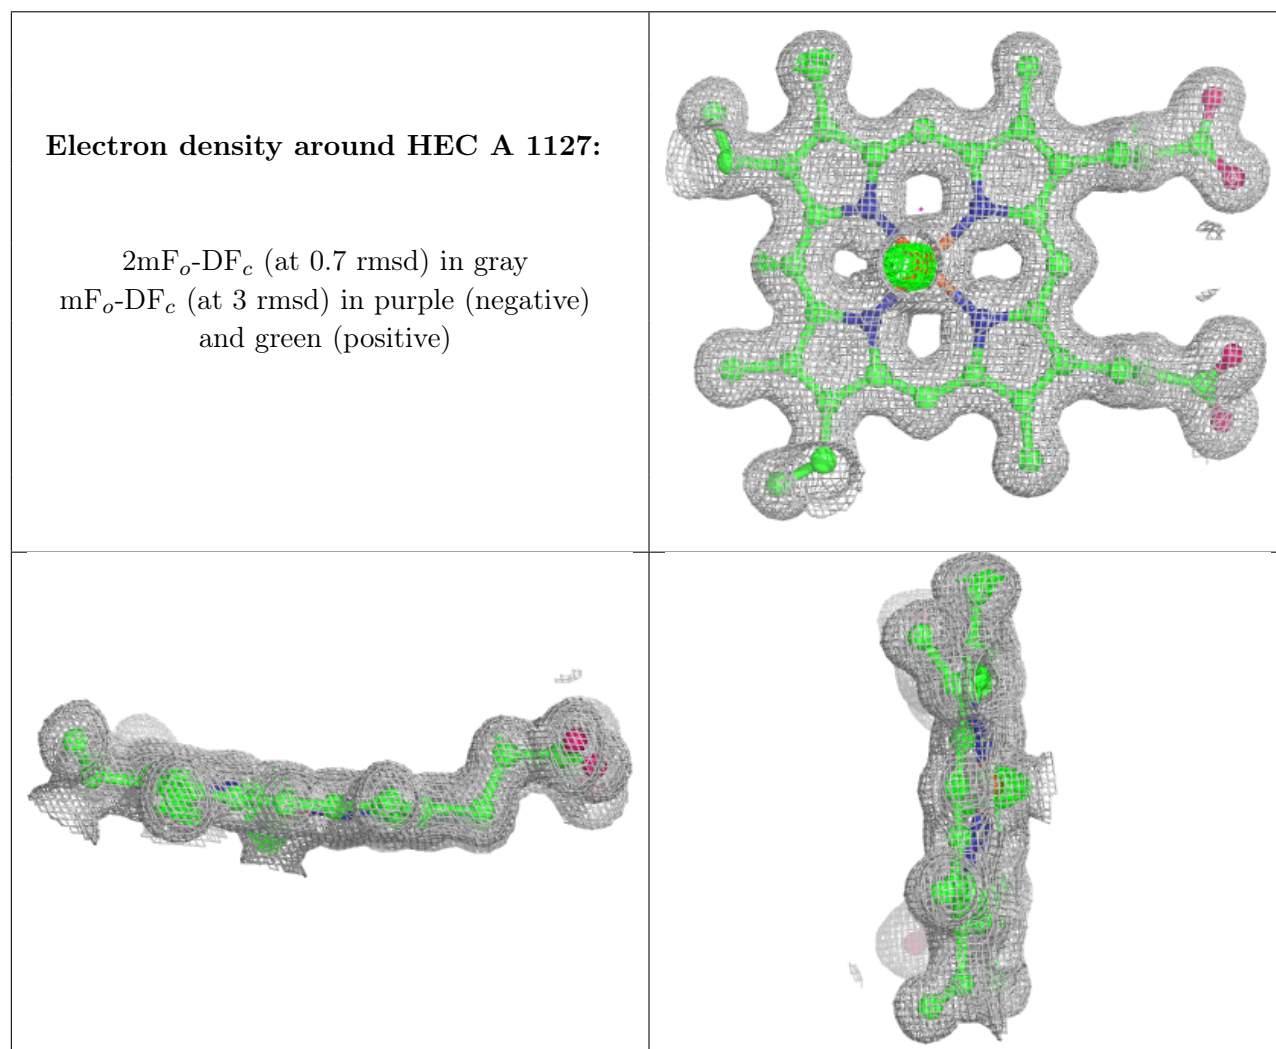 Electron density around HEC A 1127:
2mFₒ-DF𝒸 (at 0.7 rmsd) in gray
mFₒ-DF𝒸 (at 3 rmsd) in purple (negative)
and green (positive)